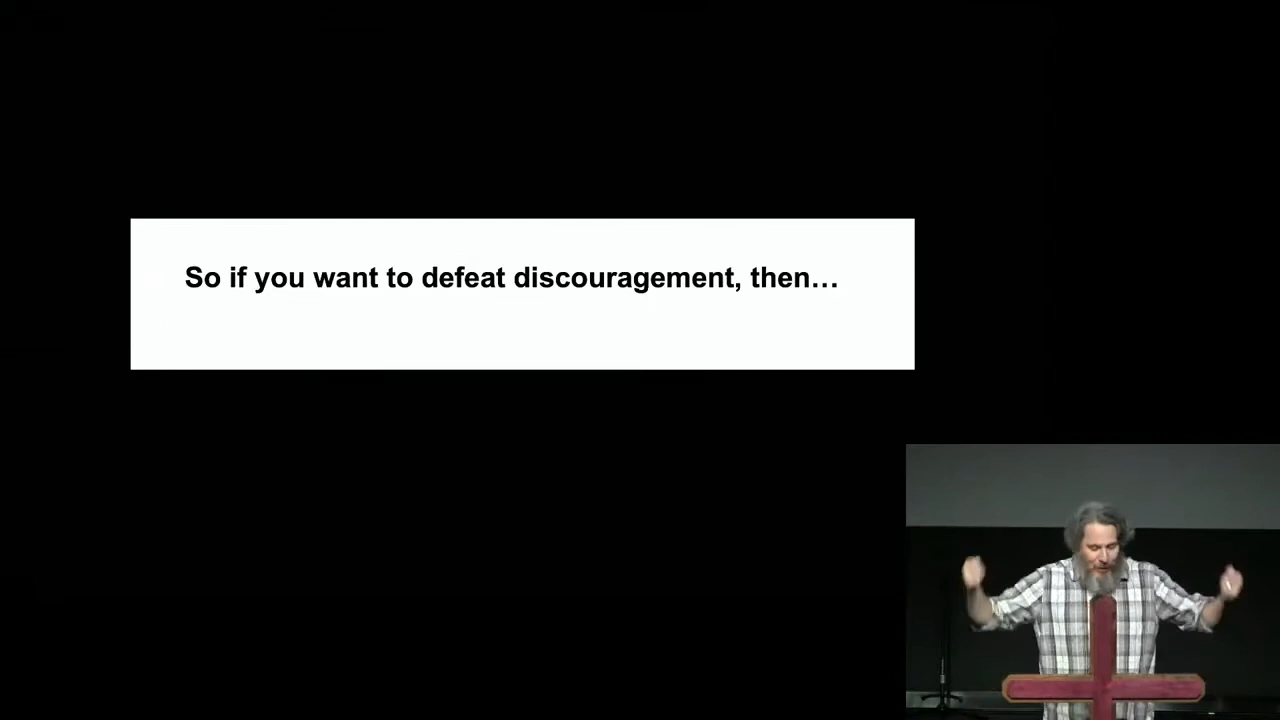 So if you want to defeat discouragement, then…